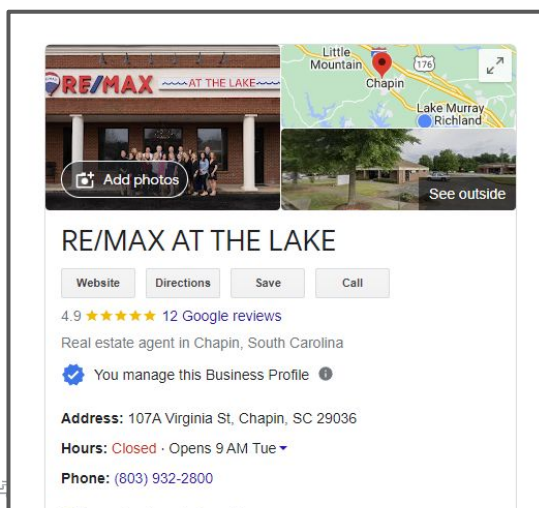 RE/MAX AT THE LAKE
Add photos
Little
Mountain
176
Chapin
Lake Murray
Richland
See outside
RE/MAX AT THE LAKE
Website Directions Save Call
4.9 ★★★★★ 12 Google reviews
Real estate agent in Chapin, South Carolina
You manage this Business Profile
Address: 107A Virginia St, Chapin, SC 29036
Hours: Closed · Opens 9 AM Tue
Phone: (803) 932-2800